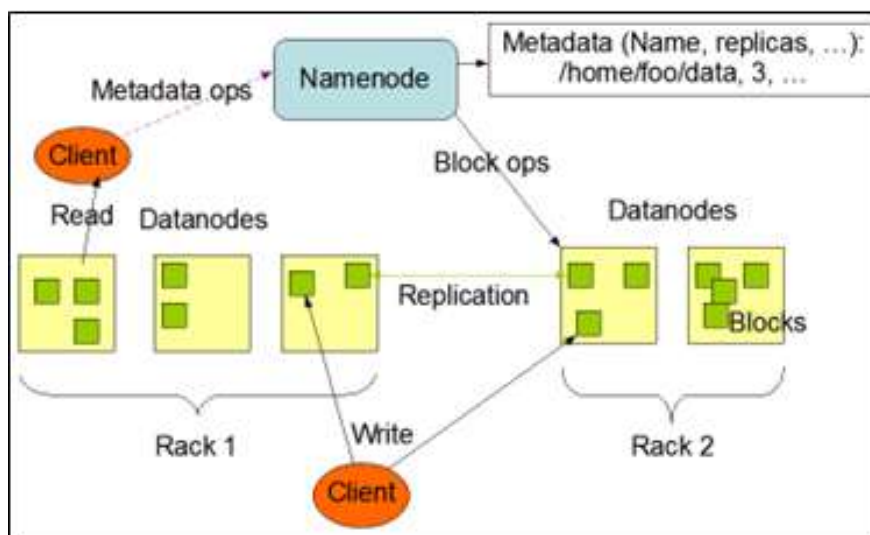 Metadata (Name, replicas, …):
/home/foo/data, 3, …
Namenode
Metadata ops
Client
Block ops
Read
Datanodes
Datanodes
Replication
Blocks
Rack 1
Write
Rack 2
Client